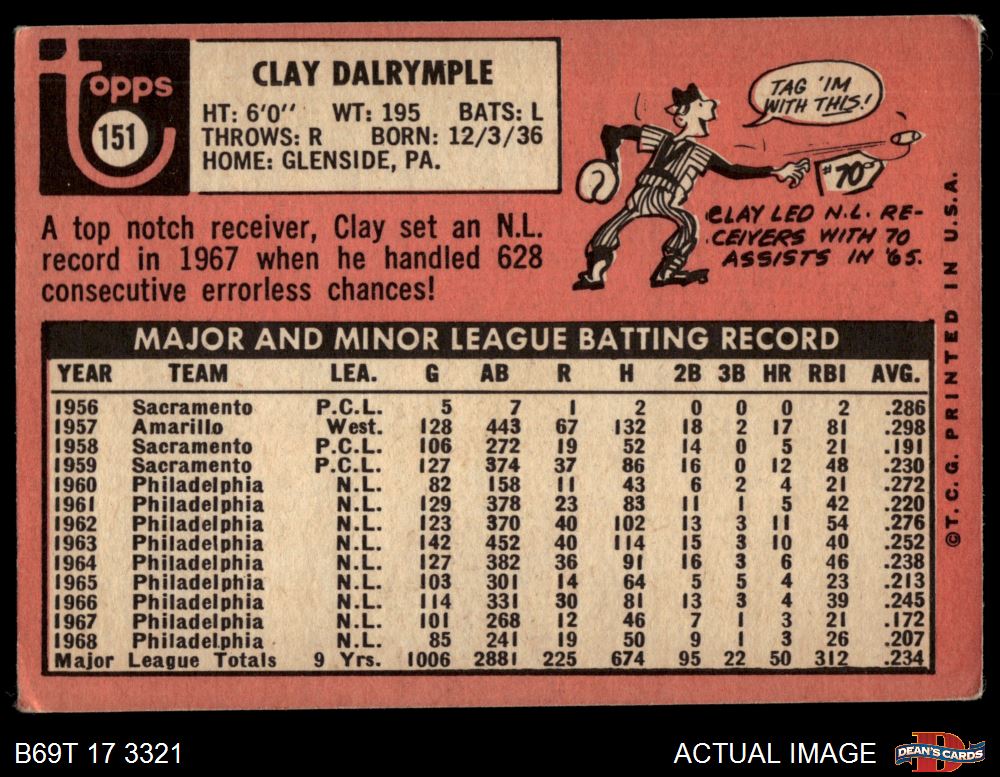 Topps
151
CLAY DALRYMPLE
HT: 6'0'' WT: 195 BATS: L
THROWS: R BORN: 12/3/36
HOME: GLENSIDE, PA.
TAG 'IM
WITH THIS!
$70
CLAY LED N.L. RE-
CEIVERS WITH 70
ASSISTS IN '65.
A top notch receiver, Clay set an N.L.
record in 1967 when he handled 628
consecutive errorless chances!
MAJOR AND MINOR LEAGUE BATTING RECORD
YEAR TEAM LEA. G AB R H 2B 3B HR RBI AVG.
1956 Sacramento P.C.L. 5 7 1 2 0 0 0 2 .286
1957 Amarillo West. 128 443 67 132 18 2 17 81 .298
1958 Sacramento P.C.L. 106 272 19 52 14 0 5 21 .191
1959 Sacramento P.C.L. 127 374 37 86 16 0 12 48 .230
1960 Philadelphia N.L. 82 158 11 43 6 2 4 21 .272
1961 Philadelphia N.L. 129 378 23 83 11 1 5 42 .220
1962 Philadelphia N.L. 123 370 40 102 13 3 11 54 .276
1963 Philadelphia N.L. 142 452 40 114 15 3 10 40 .252
1964 Philadelphia N.L. 127 382 36 91 16 3 6 46 .238
1965 Philadelphia N.L. 103 301 14 64 5 5 4 23 .213
1966 Philadelphia N.L. 114 331 30 81 13 3 4 39 .245
1967 Philadelphia N.L. 101 268 12 46 7 1 3 21 .172
1968 Philadelphia N.L. 85 241 19 50 9 1 3 26 .207
Major League Totals 9 Yrs. 1006 2881 225 674 95 22 50 312 .234
©T.C.G. PRINTED IN U.S.A.
B69T 17 3321
ACTUAL IMAGE
DEAN'S CARDS